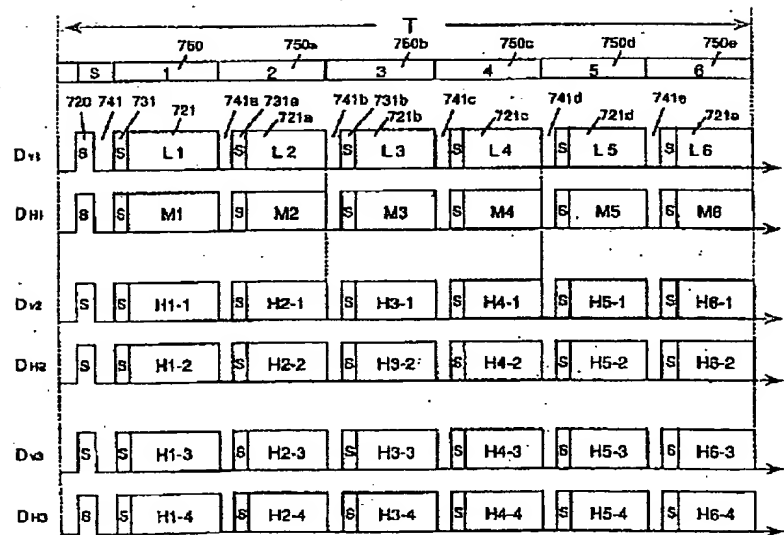 T
750 750a 750b 750c 750d 750e
S 1 2 3 4 5 6
720 741 731 721 741a 731a 721a 741b 731b 721b 741c 721c 741d 721d 741e 721e
Dv1 S S L1 S L2 S L3 S L4 S L5 S L6
DH1 S S M1 S M2 S M3 S M4 S M5 S M6
Dv2 S S H1-1 S H2-1 S H3-1 S H4-1 S H5-1 S H6-1
DH2 S S H1-2 S H2-2 S H3-2 S H4-2 S H5-2 S H6-2
Dv3 S S H1-3 S H2-3 S H3-3 S H4-3 S H5-3 S H6-3
DH3 S S H1-4 S H2-4 S H3-4 S H4-4 S H5-4 S H6-4